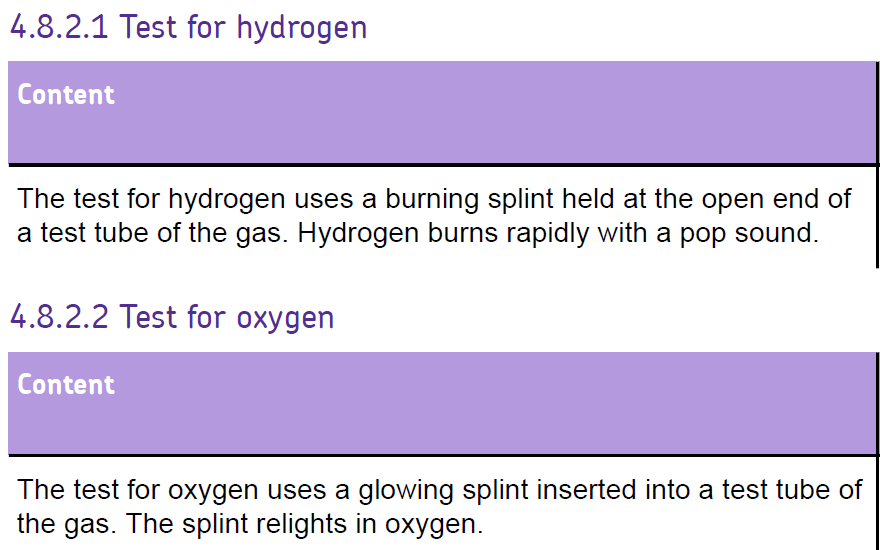 4.8.2.1 Test for hydrogen
Content
The test for hydrogen uses a burning splint held at the open end of
a test tube of the gas. Hydrogen burns rapidly with a pop sound.
4.8.2.2 Test for oxygen
Content
The test for oxygen uses a glowing splint inserted into a test tube of
the gas. The splint relights in oxygen.